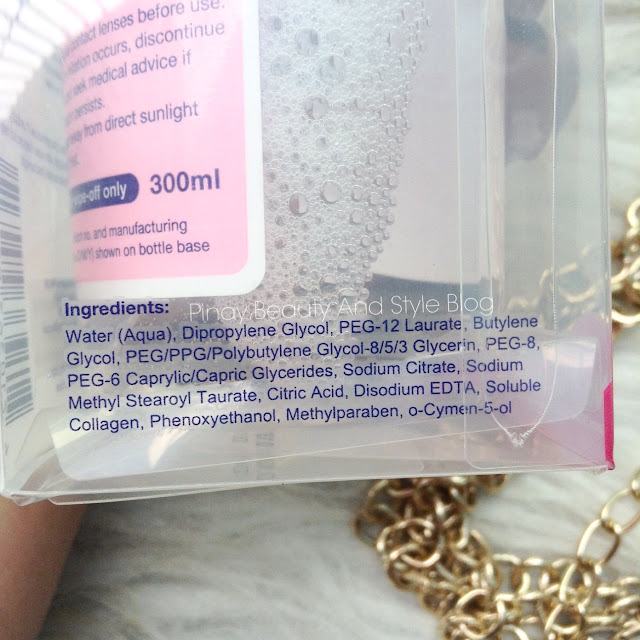 lenses before use.
occurs, discontinue
medical advice if
persists.
from direct sunlight
only 300ml
and manufacturing
shown on bottle base
Pinay Beauty And Style Blog
Ingredients:
Water (Aqua), Dipropylene Glycol, PEG-12 Laurate, Butylene
Glycol, PEG/PPG/Polybutylene Glycol-8/5/3 Glycerin, PEG-8,
PEG-6 Caprylic/Capric Glycerides, Sodium Citrate, Sodium
Methyl Stearoyl Taurate, Citric Acid, Disodium EDTA, Soluble
Collagen, Phenoxyethanol, Methylparaben, o-Cymen-5-ol